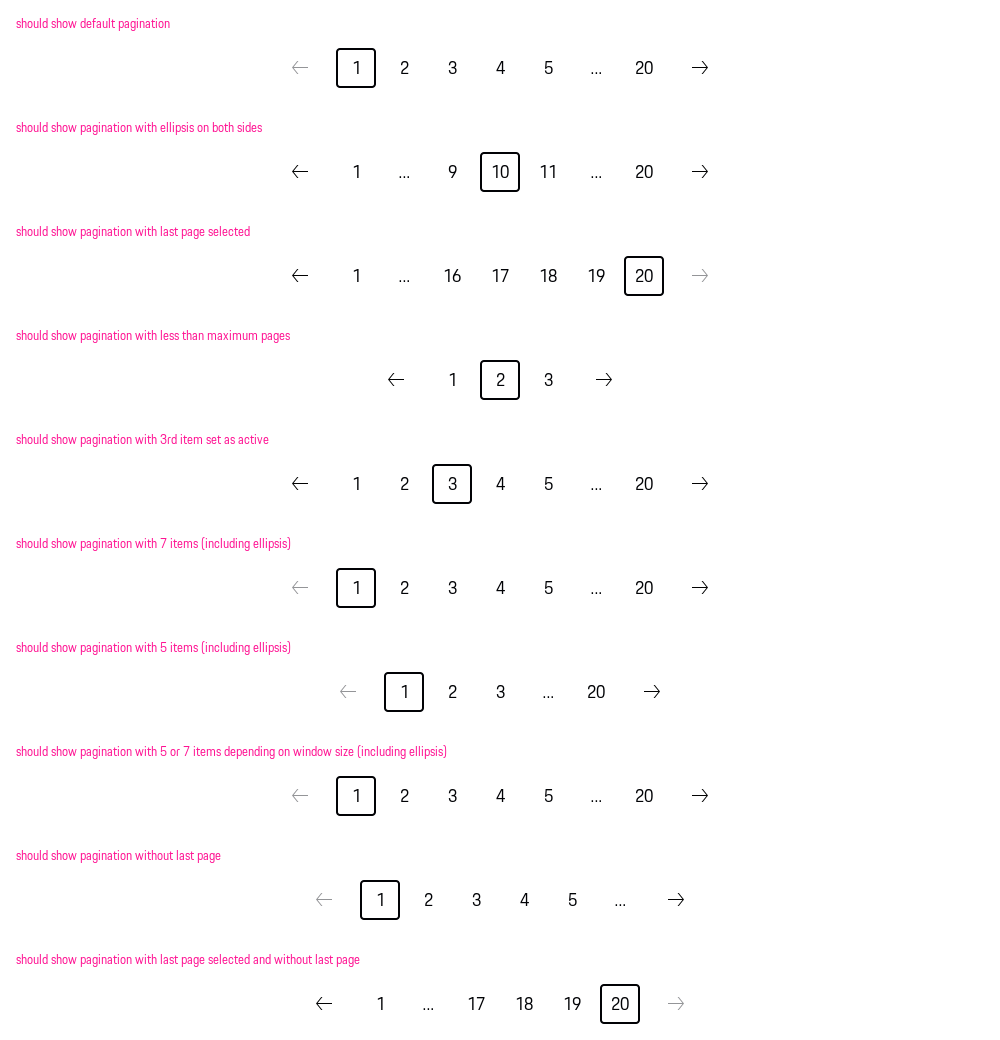 should show default pagination
← 1 2 3 4 5 ... 20 →
should show pagination with ellipsis on both sides
← 1 ... 9 10 11 ... 20 →
should show pagination with last page selected
← 1 ... 16 17 18 19 20 →
should show pagination with less than maximum pages
← 1 2 3 →
should show pagination with 3rd item set as active
← 1 2 3 4 5 ... 20 →
should show pagination with 7 items (including ellipsis)
← 1 2 3 4 5 ... 20 →
should show pagination with 5 items (including ellipsis)
← 1 2 3 ... 20 →
should show pagination with 5 or 7 items depending on window size (including ellipsis)
← 1 2 3 4 5 ... 20 →
should show pagination without last page
← 1 2 3 4 5 ... →
should show pagination with last page selected and without last page
← 1 ... 17 18 19 20 →